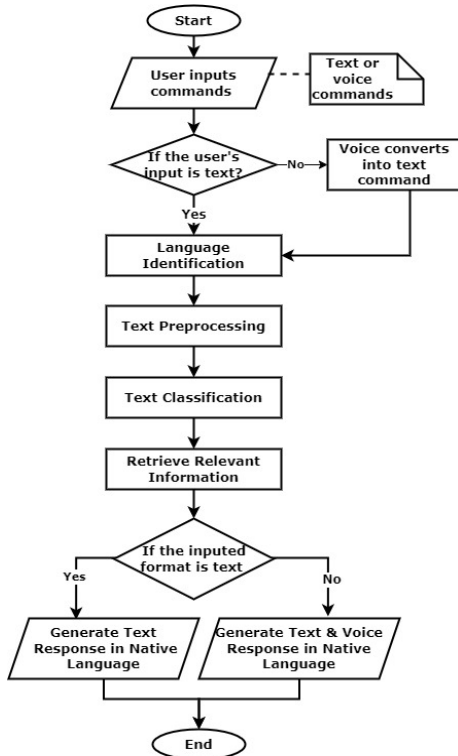 Start
User inputs
commands
Text or
voice
commands
If the user's
input is text?
No
Voice converts
into text
command
Yes
Language
Identification
Text Preprocessing
Text Classification
Retrieve Relevant
Information
If the inputed
format is text
Yes
No
Generate Text
Response in Native
Language
Generate Text & Voice
Response in Native
Language
End